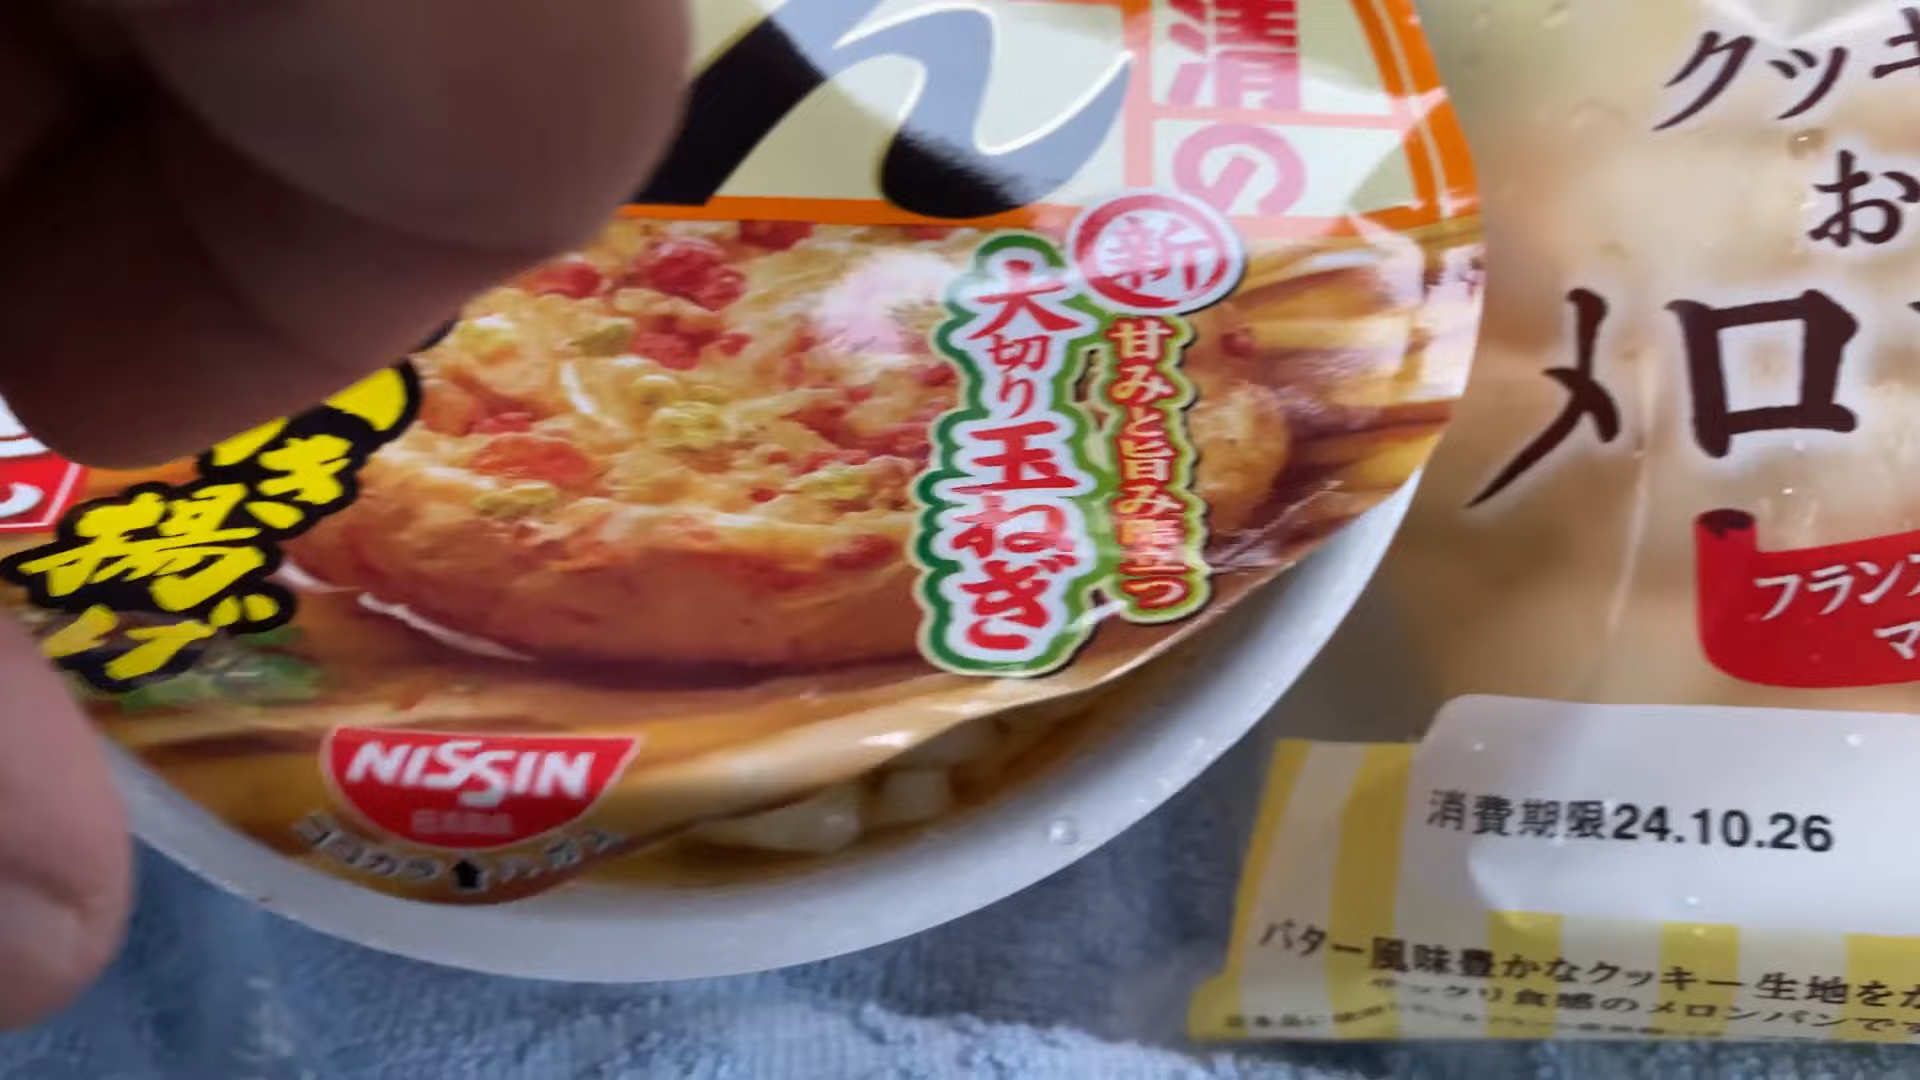 清の
ん
新
甘みと旨み際立つ
大切り玉ねぎ
き揚げ
NISSIN
クッキ
お
メロ
フラン
マ
消費期限24.10.26
バター風味豊かなクッキー生地をか
サックリ食感のメロンパンです